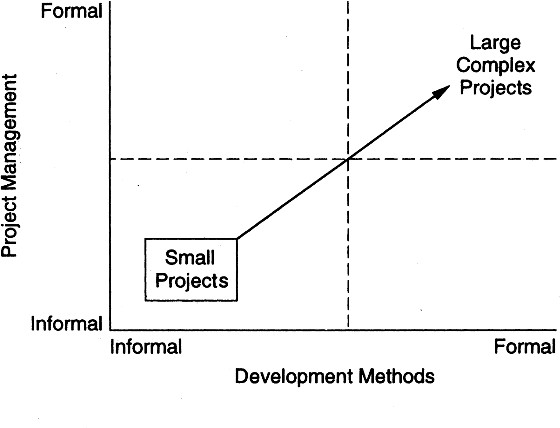 Formal
Large
Complex
Projects
Project Management
Small
Projects
Informal
Informal
Formal
Development Methods